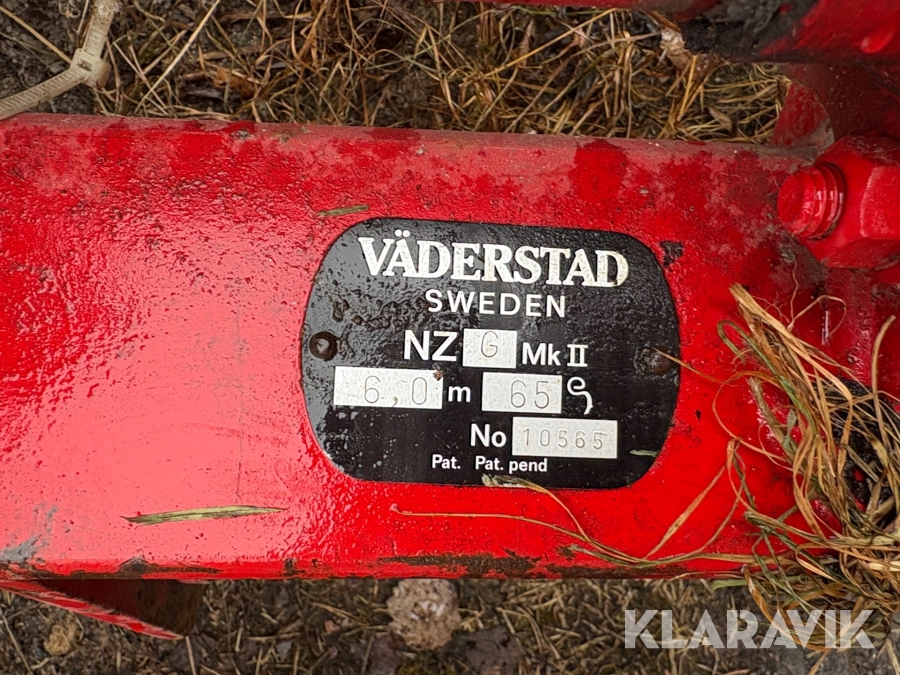 VÄDERSTAD
SWEDEN
NZ G Mk II
6,0 m 65
No 10565
Pat. Pat. pend
KLARAVIK